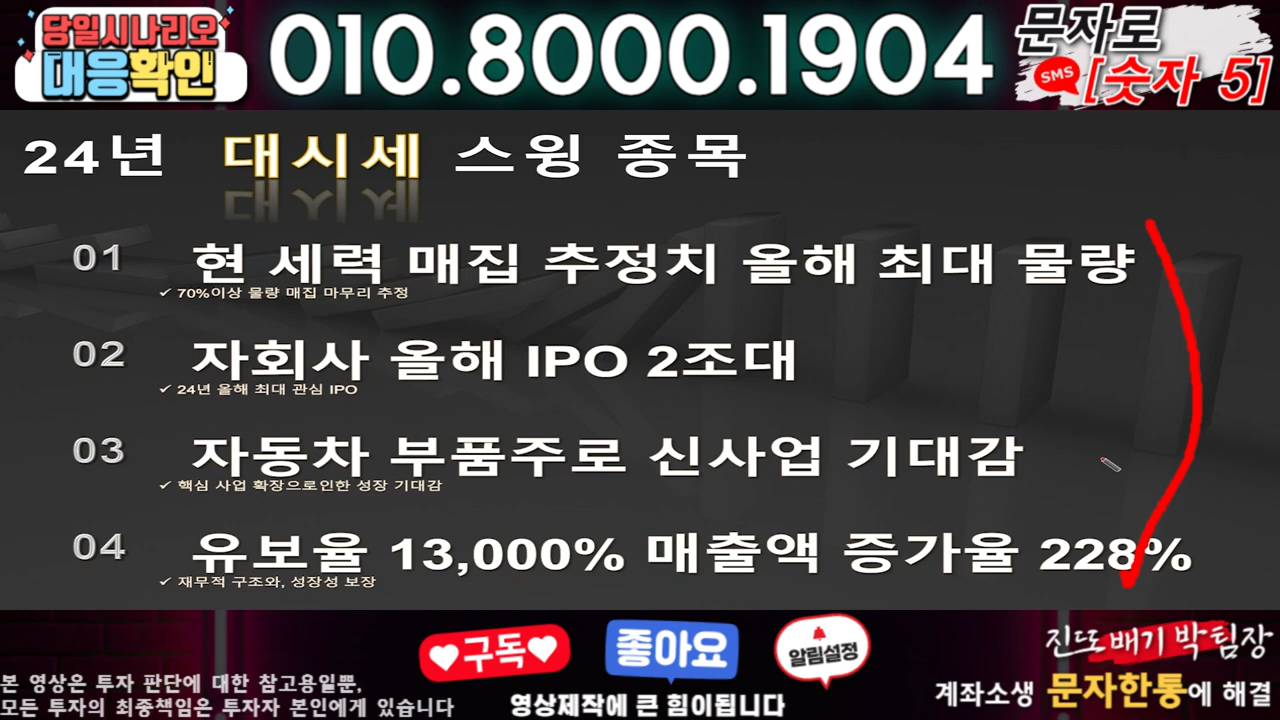 당일시나리오
대응확인
010.8000.1904
문자로
SMS [숫자 5]
24년 대시세 스윙 종목
01 현 세력 매집 추정치 올해 최대 물량
✓ 70%이상 물량 매집 마무리 추정
02 자회사 올해 IPO 2조대
✓ 24년 올해 최대 관심 IPO
03 자동차 부품주로 신사업 기대감
✓ 핵심 사업 확장으로인한 성장 기대감
04 유보율 13,000% 매출액 증가율 228%
✓ 재무적 구조와, 성장성 보장
구독
좋아요
알림설정
영상제작에 큰 힘이됩니다
본 영상은 투자 판단에 대한 참고용일뿐,
모든 투자의 최종책임은 투자자 본인에게 있습니다
진또배기 박팀장
계좌소생 문자한통에 해결